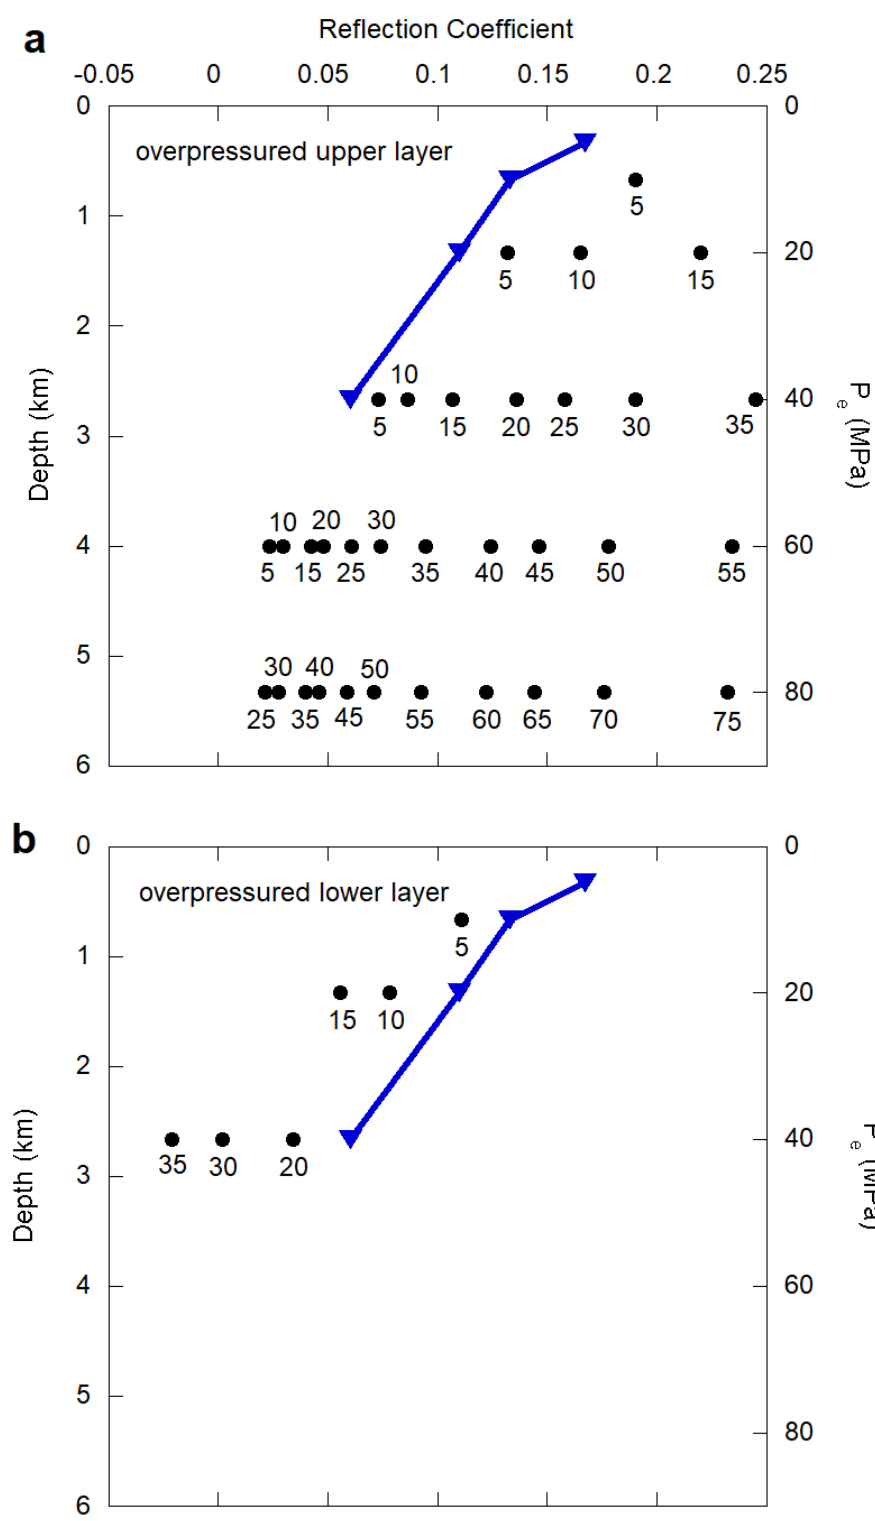 a
Reflection Coefficient
-0.05 0 0.05 0.1 0.15 0.2 0.25
0 0
overpressured upper layer
5
1
20
5 10 15
2
10
40
5 15 20 25 30 35
3
Depth (km)
P e (MPa)
10 20 30
4 60
5 15 25 35 40 45 50 55
5
30 40 50
80
25 35 45 55 60 65 70 75
6
b
0 0
overpressured lower layer
5
1
20
15 10
2
40
35 30 20
3
Depth (km)
P e (MPa)
4 60
5
80
6